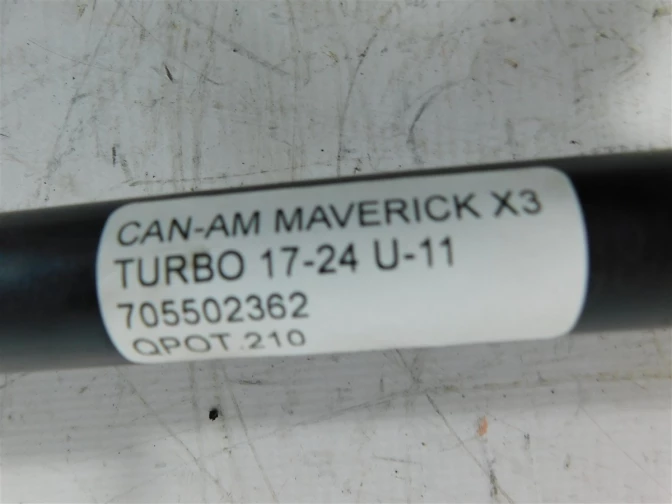 CAN-AM MAVERICK X3
TURBO 17-24 U-11
705502362
QPOT.210